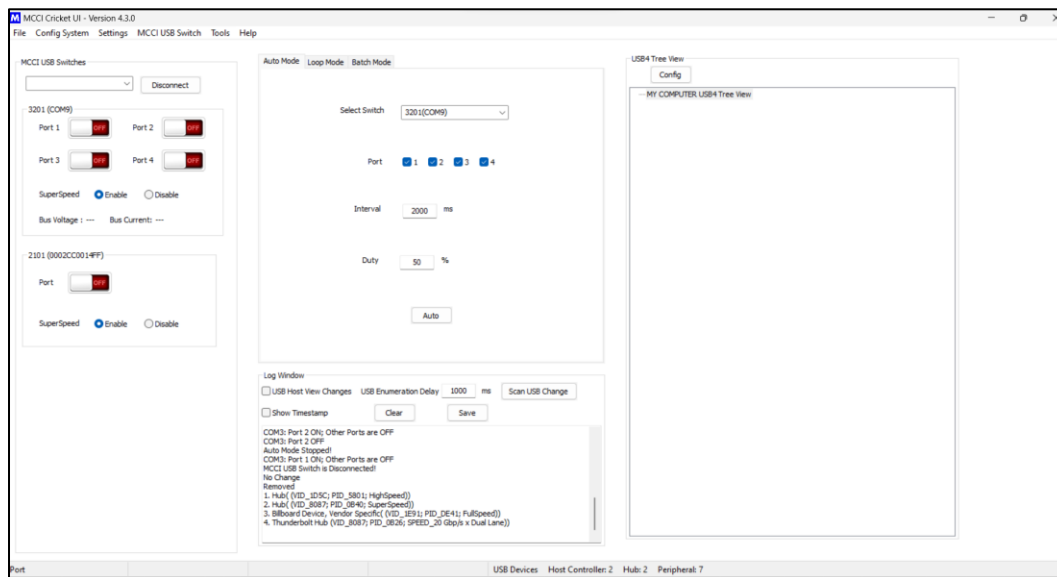 MCCI Cricket UI - Version 4.3.0
File Config System Settings MCCI USB Switch Tools Help
MCCI USB Switches
Disconnect
3201 (COM9)
Port 1 OFF Port 2 OFF
Port 3 OFF Port 4 OFF
SuperSpeed Enable Disable
Bus Voltage : --- Bus Current: ---
2101 (0002CC0014FF)
Port OFF
SuperSpeed Enable Disable
Auto Mode Loop Mode Batch Mode
Select Switch 3201(COM9)
Port 1 2 3 4
Interval 2000 ms
Duty 50 %
Auto
Log Window
USB Host View Changes USB Enumeration Delay 1000 ms Scan USB Change
Show Timestamp Clear Save
COM3: Port 2 ON; Other Ports are OFF
COM3: Port 2 OFF
Auto Mode Stopped!
COM3: Port 1 ON; Other Ports are OFF
MCCI USB Switch is Disconnected!
No Change
Removed
1. Hub( (VID_1D5C; PID_5801; HighSpeed))
2. Hub( (VID_8087; PID_0B40; SuperSpeed))
3. Billboard Device, Vendor Specific( (VID_1E91; PID_DE41; FullSpeed))
4. Thunderbolt Hub (VID_8087; PID_0B26; SPEED_20 Gbp/s x Dual Lane))
USB4 Tree View
Config
MY COMPUTER USB4 Tree View
Port
USB Devices Host Controller: 2 Hub: 2 Peripheral: 7